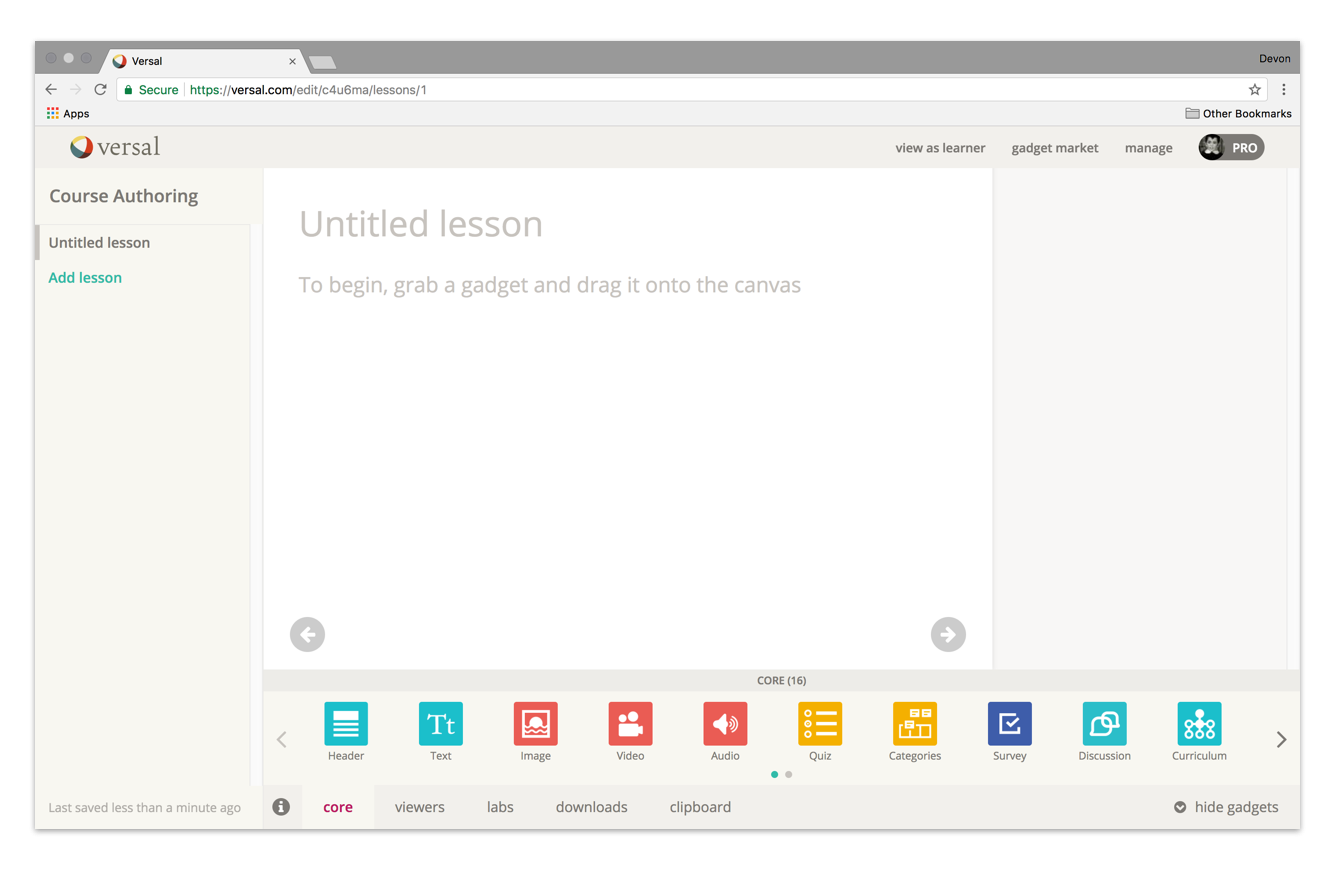 Versal
Devon
Secure https://versal.com/edit/c4u6ma/lessons/1
Apps
Other Bookmarks
versal
view as learner gadget market manage PRO
Course Authoring
Untitled lesson
Add lesson
Untitled lesson
To begin, grab a gadget and drag it onto the canvas
CORE (16)
Tt
Header Text Image Video Audio Quiz Categories Survey Discussion Curriculum
Last saved less than a minute ago
core viewers labs downloads clipboard
hide gadgets